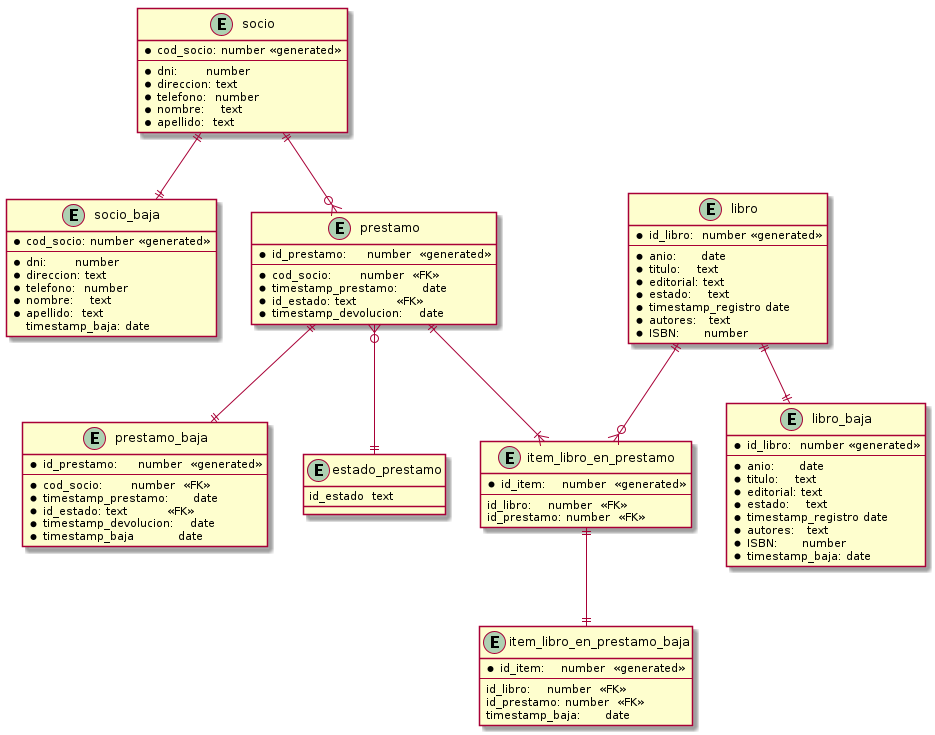 E socio
cod_socio: number «generated»
dni: number
direccion: text
telefono: number
nombre: text
apellido: text
E socio_baja
cod_socio: number «generated»
dni: number
direccion: text
telefono: number
nombre: text
apellido: text
timestamp_baja: date
E prestamo
id_prestamo: number «generated»
cod_socio: number «FK»
timestamp_prestamo: date
id_estado: text «FK»
timestamp_devolucion: date
E libro
id_libro: number «generated»
anio: date
titulo: text
editorial: text
estado: text
timestamp_registro date
autores: text
ISBN: number
E prestamo_baja
id_prestamo: number «generated»
cod_socio: number «FK»
timestamp_prestamo: date
id_estado: text «FK»
timestamp_devolucion: date
timestamp_baja date
E estado_prestamo
id_estado text
E item_libro_en_prestamo
id_item: number «generated»
id_libro: number «FK»
id_prestamo: number «FK»
E libro_baja
id_libro: number «generated»
anio: date
titulo: text
editorial: text
estado: text
timestamp_registro date
autores: text
ISBN: number
timestamp_baja: date
E item_libro_en_prestamo_baja
id_item: number «generated»
id_libro: number «FK»
id_prestamo: number «FK»
timestamp_baja: date